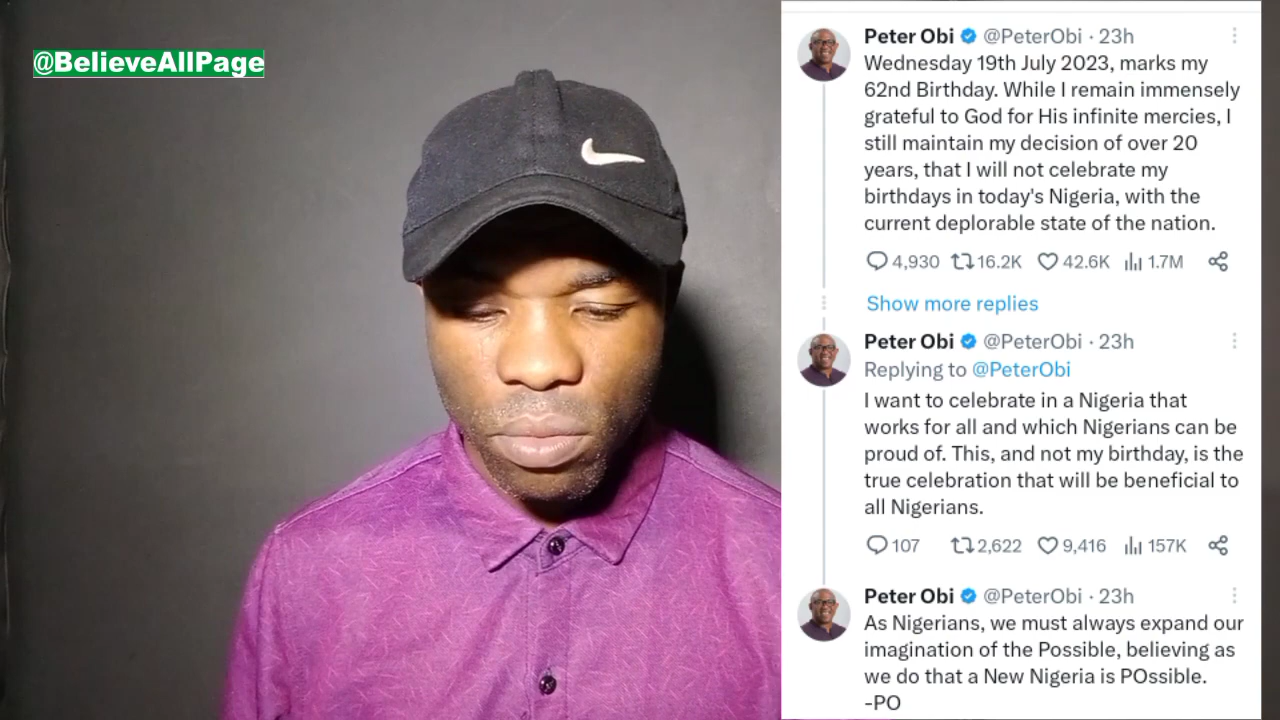 @BelieveAllPage
Peter Obi @PeterObi · 23h
Wednesday 19th July 2023, marks my
62nd Birthday. While I remain immensely
grateful to God for His infinite mercies, I
still maintain my decision of over 20
years, that I will not celebrate my
birthdays in today's Nigeria, with the
current deplorable state of the nation.
4,930 16.2K 42.6K 1.7M
Show more replies
Peter Obi @PeterObi · 23h
Replying to @PeterObi
I want to celebrate in a Nigeria that
works for all and which Nigerians can be
proud of. This, and not my birthday, is the
true celebration that will be beneficial to
all Nigerians.
107 2,622 9,416 157K
Peter Obi @PeterObi · 23h
As Nigerians, we must always expand our
imagination of the Possible, believing as
we do that a New Nigeria is POssible.
-PO